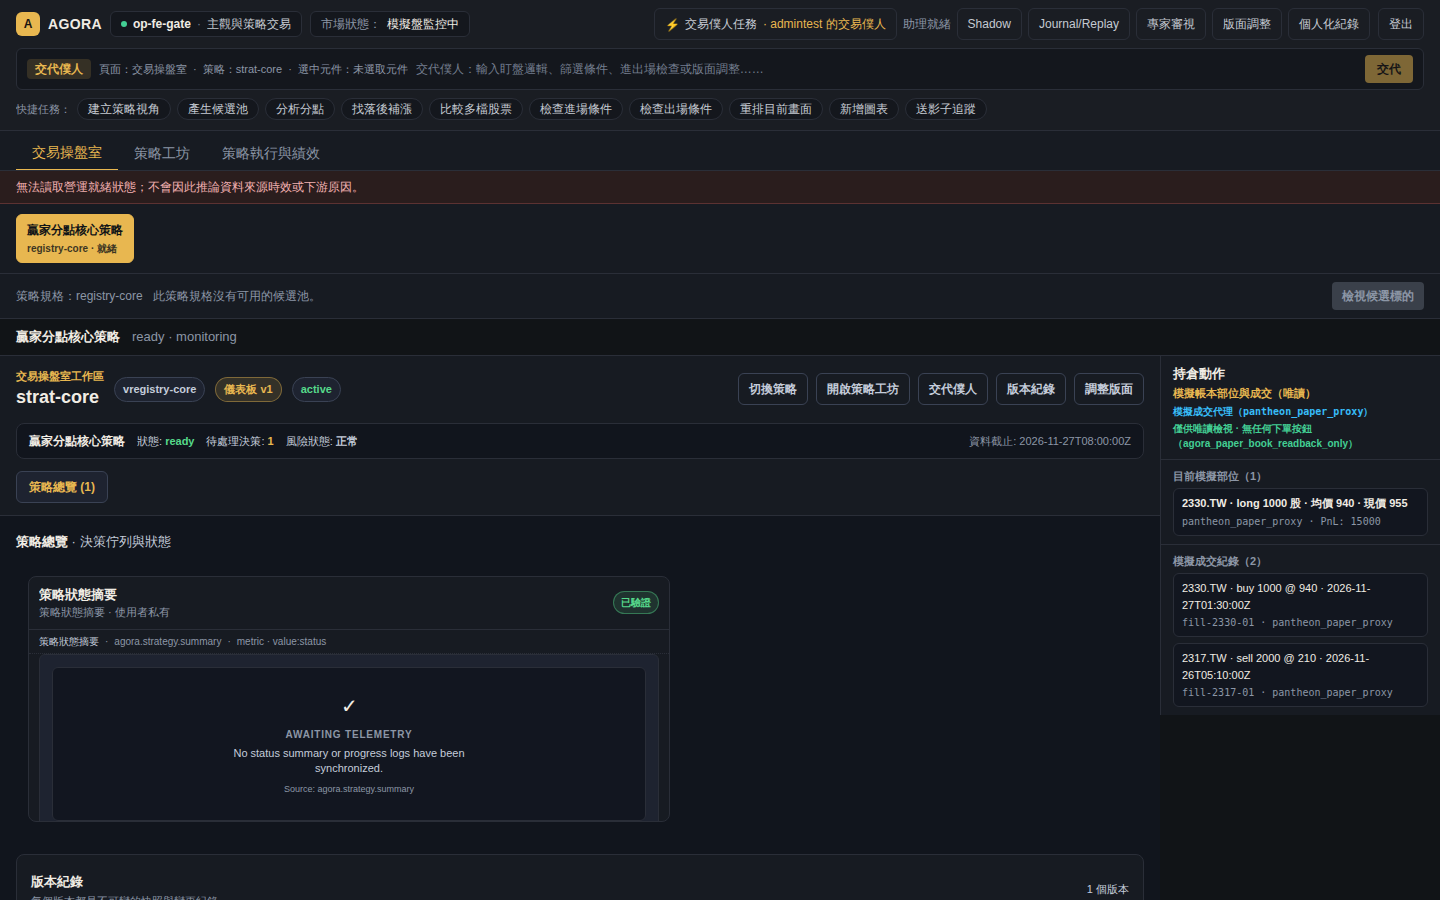 A AGORA op-fe-gate · 主觀與策略交易 市場狀態： 模擬盤監控中 ⚡ 交易僕人任務 · admintest 的交易僕人 助理就緒 Shadow Journal/Replay 專家審視 版面調整 個人化紀錄 登出
交代僕人 頁面：交易操盤室 · 策略：strat-core · 選中元件：未選取元件 交代僕人：輸入盯盤邏輯、篩選條件、進出場檢查或版面調整…… 交代
快捷任務： 建立策略視角 產生候選池 分析分點 找落後補漲 比較多檔股票 檢查進場條件 檢查出場條件 重排目前畫面 新增圖表 送影子追蹤
交易操盤室 策略工坊 策略執行與績效
無法讀取營運就緒狀態；不會因此推論資料來源時效或下游原因。
贏家分點核心策略
registry-core · 就緒
策略規格：registry-core 此策略規格沒有可用的候選池。 檢視候選標的
贏家分點核心策略 ready · monitoring
交易操盤室工作區
strat-core vregistry-core 儀表板 v1 active 切換策略 開啟策略工坊 交代僕人 版本紀錄 調整版面
贏家分點核心策略 狀態: ready 待處理決策: 1 風險狀態: 正常 資料截止: 2026-11-27T08:00:00Z
策略總覽 (1)
策略總覽 · 決策佇列與狀態
策略狀態摘要
策略狀態摘要 · 使用者私有
已驗證
策略狀態摘要 · agora.strategy.summary · metric · value:status
✓
AWAITING TELEMETRY
No status summary or progress logs have been
synchronized.
Source: agora.strategy.summary
版本紀錄
1 個版本
持倉動作
模擬帳本部位與成交（唯讀）
模擬成交代理（pantheon_paper_proxy）
僅供唯讀檢視 · 無任何下單按鈕
（agora_paper_book_readback_only）
目前模擬部位（1）
2330.TW · long 1000 股 · 均價 940 · 現價 955
pantheon_paper_proxy · PnL: 15000
模擬成交紀錄（2）
2330.TW · buy 1000 @ 940 · 2026-11-
27T01:30:00Z
fill-2330-01 · pantheon_paper_proxy
2317.TW · sell 2000 @ 210 · 2026-11-
26T05:10:00Z
fill-2317-01 · pantheon_paper_proxy